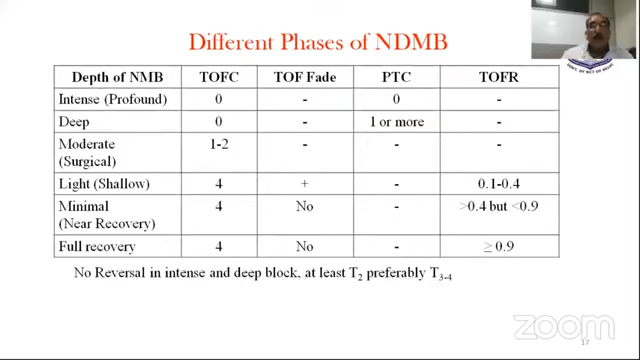 Different Phases of NDMB
Depth of NMB TOFC TOF Fade PTC TOFR
Intense (Profound) 0 - 0 -
Deep 0 - 1 or more -
Moderate 1-2 - - -
(Surgical)
Light (Shallow) 4 + - 0.1-0.4
Minimal 4 No - >0.4 but <0.9
(Near Recovery)
Full recovery 4 No - ≥ 0.9
No Reversal in intense and deep block, at least T2 preferably T3-4
zoom
17